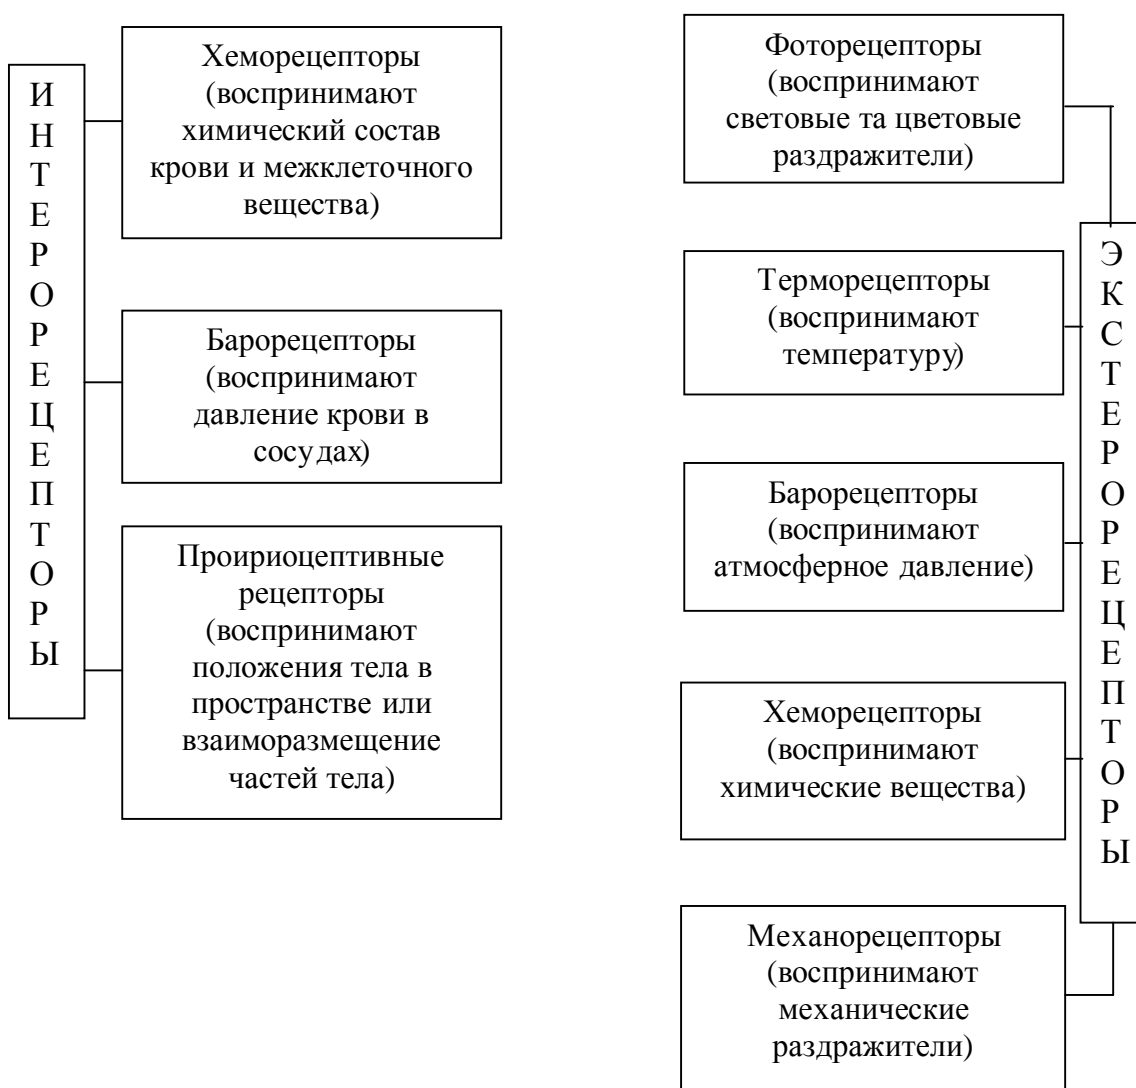 ИНТЕРОРЕЦЕПТОРЫ
Хеморецепторы
(воспринимают
химический состав
крови и межклеточного
вещества)
Барорецепторы
(воспринимают
давление крови в
сосудах)
Проириоцептивные
рецепторы
(воспринимают
положения тела в
пространстве или
взаиморазмещение
частей тела)
Фоторецепторы
(воспринимают
световые та цветовые
раздражители)
Терморецепторы
(воспринимают
температуру)
Барорецепторы
(воспринимают
атмосферное давление)
Хеморецепторы
(воспринимают
химические вещества)
Механорецепторы
(воспринимают
механические
раздражители)
ЭКСТЕРОРЕЦЕПТОРЫ